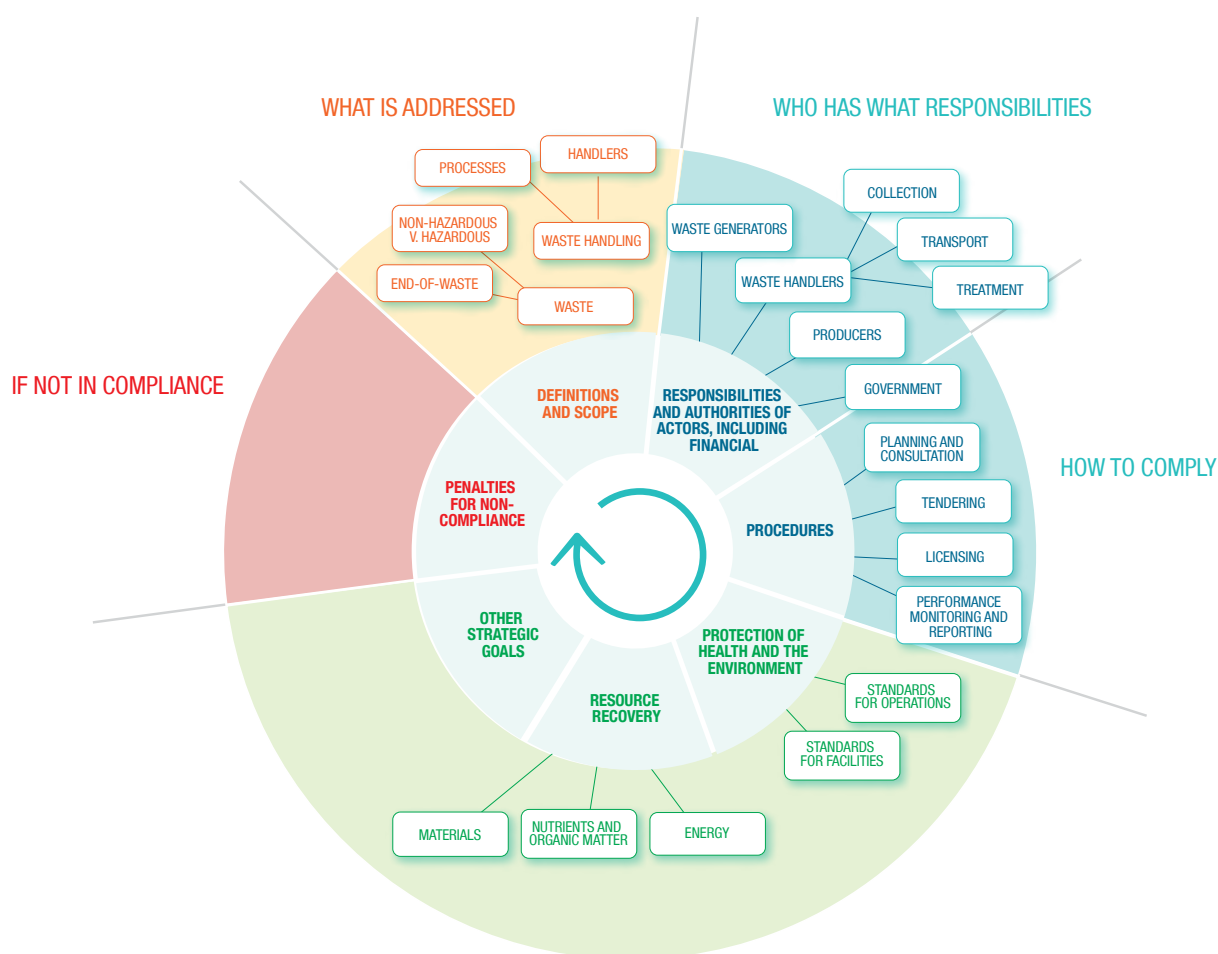 WHAT IS ADDRESSED
WHO HAS WHAT RESPONSIBILITIES
HANDLERS
PROCESSES
NON-HAZARDOUS
V. HAZARDOUS
WASTE HANDLING
END-OF-WASTE
WASTE
COLLECTION
WASTE GENERATORS
TRANSPORT
WASTE HANDLERS
TREATMENT
PRODUCERS
GOVERNMENT
IF NOT IN COMPLIANCE
DEFINITIONS
AND SCOPE
RESPONSIBILITIES
AND AUTHORITIES OF
ACTORS, INCLUDING
FINANCIAL
PLANNING AND
CONSULTATION
HOW TO COMPLY
TENDERING
PENALTIES
FOR NON-
COMPLIANCE
PROCEDURES
LICENSING
PERFORMANCE
MONITORING AND
REPORTING
OTHER
STRATEGIC
GOALS
PROTECTION OF
HEALTH AND THE
ENVIRONMENT
RESOURCE
RECOVERY
STANDARDS
FOR OPERATIONS
STANDARDS
FOR FACILITIES
MATERIALS
NUTRIENTS AND
ORGANIC MATTER
ENERGY